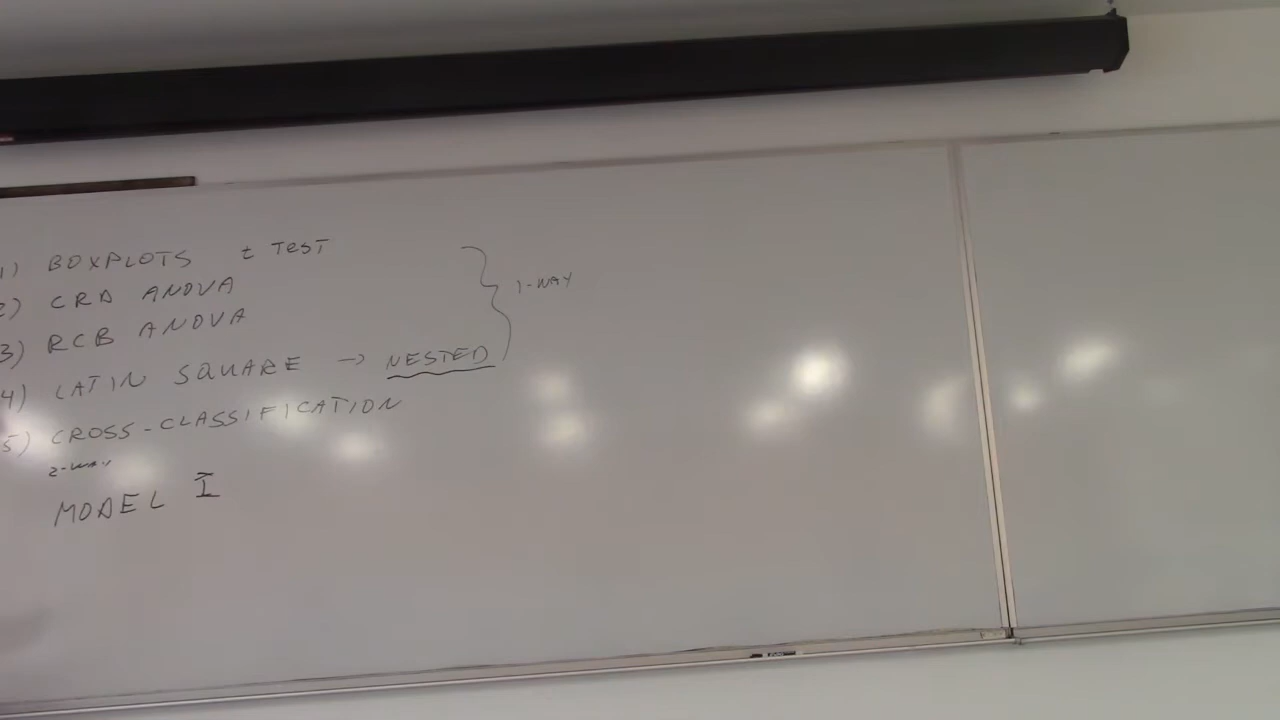 1) BOXPLOTS t TEST
2) CRD ANOVA
3) RCB ANOVA
4) LATIN SQUARE → NESTED
1-WAY
5) CROSS-CLASSIFICATION
2-WAY
MODEL I